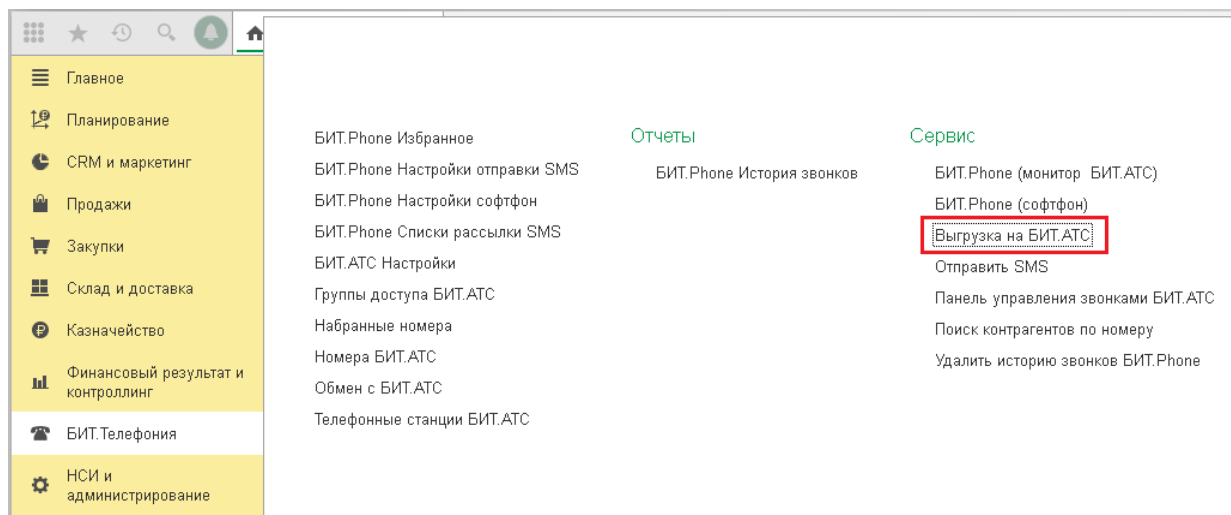 Главное
Планирование
CRM и маркетинг
Продажи
Закупки
Склад и доставка
Казначейство
Финансовый результат и
контроллинг
БИТ.Телефония
НСИ и
администрирование
БИТ.Phone Избранное
БИТ.Phone Настройки отправки SMS
БИТ.Phone Настройки софтфон
БИТ.Phone Списки рассылки SMS
БИТ.АТС Настройки
Группы доступа БИТ.АТС
Набранные номера
Номера БИТ.АТС
Обмен с БИТ.АТС
Телефонные станции БИТ.АТС
Отчеты
БИТ.Phone История звонков
Сервис
БИТ.Phone (монитор БИТ.АТС)
БИТ.Phone (софтфон)
Выгрузка на БИТ.АТС
Отправить SMS
Панель управления звонками БИТ.АТС
Поиск контрагентов по номеру
Удалить историю звонков БИТ.Phone